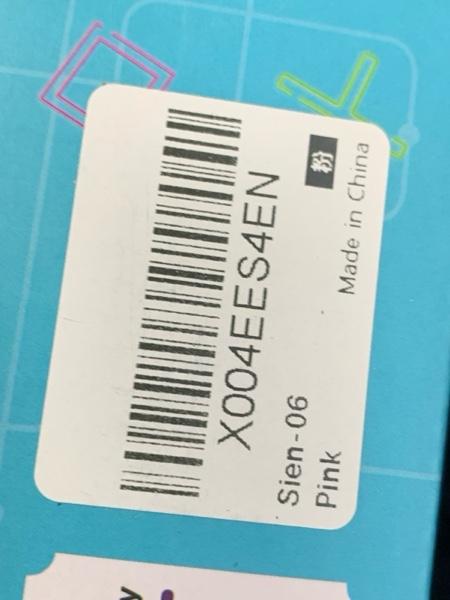 X004EES4EN
Sien-06
Pink
粉
Made in China
y